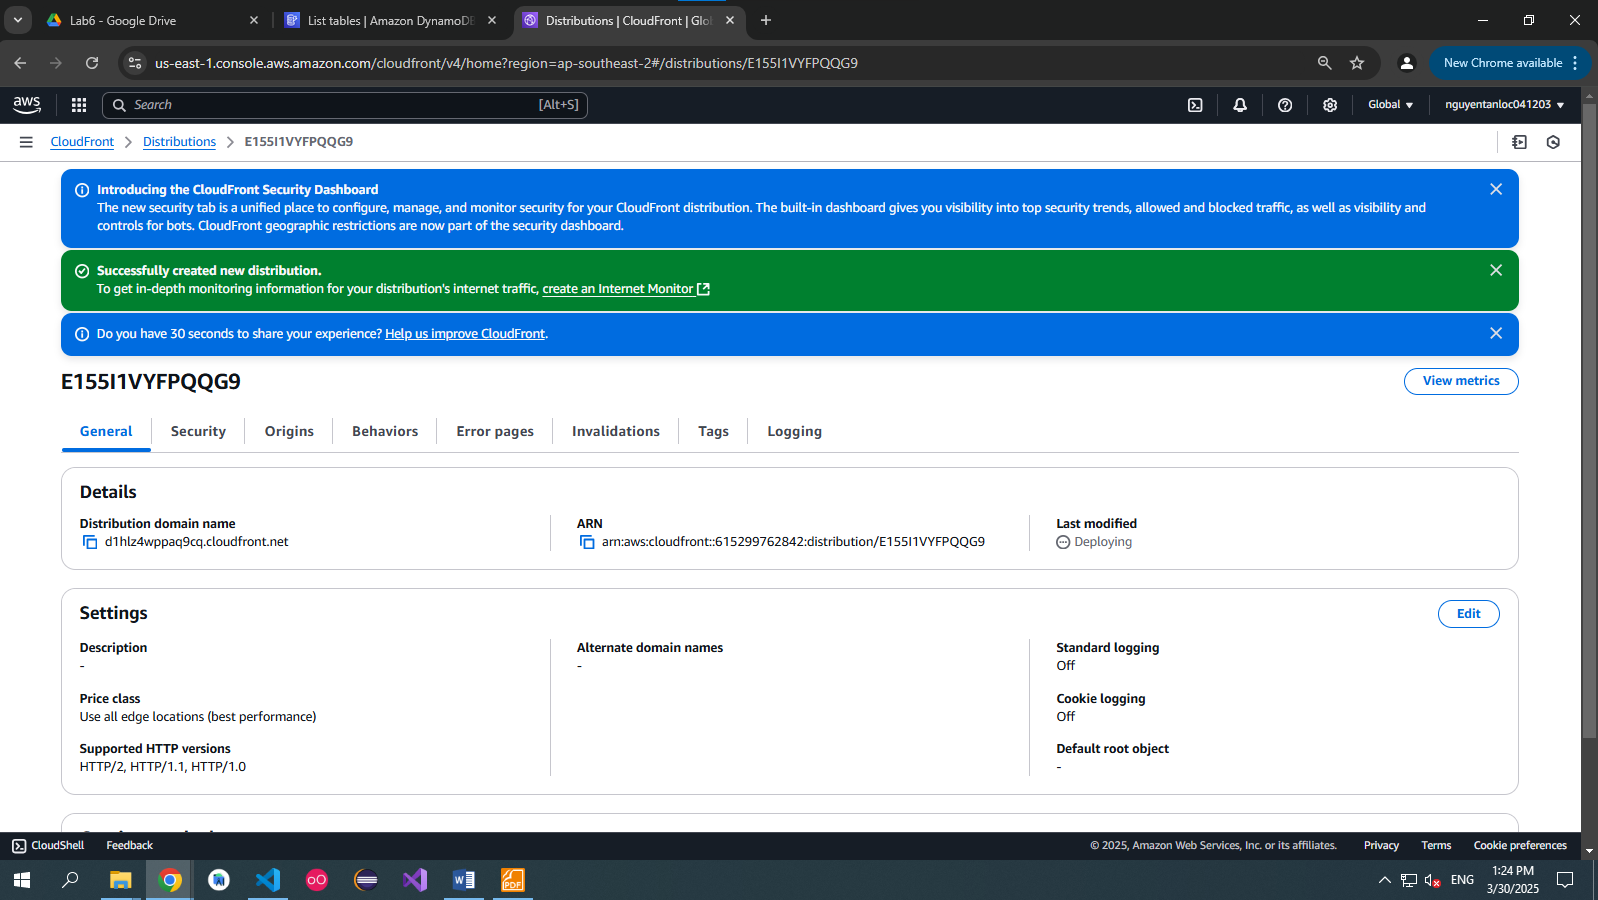 Lab6 - Google Drive
List tables | Amazon DynamoDB
Distributions | CloudFront | Glob
us-east-1.console.aws.amazon.com/cloudfront/v4/home?region=ap-southeast-2#/distributions/E155I1VYFPQQG9
New Chrome available
aws
Search
[Alt+S]
Global
nguyentanloc041203
CloudFront
Distributions
E155I1VYFPQQG9
Introducing the CloudFront Security Dashboard
The new security tab is a unified place to configure, manage, and monitor security for your CloudFront distribution. The built-in dashboard gives you visibility into top security trends, allowed and blocked traffic, as well as visibility and
controls for bots. CloudFront geographic restrictions are now part of the security dashboard.
Successfully created new distribution.
To get in-depth monitoring information for your distribution's internet traffic, create an Internet Monitor
Do you have 30 seconds to share your experience? Help us improve CloudFront.
E155I1VYFPQQG9
View metrics
General
Security
Origins
Behaviors
Error pages
Invalidations
Tags
Logging
Details
Distribution domain name
d1hlz4wppaq9cq.cloudfront.net
ARN
arn:aws:cloudfront::615299762842:distribution/E155I1VYFPQQG9
Last modified
Deploying
Settings
Edit
Description
-
Price class
Use all edge locations (best performance)
Supported HTTP versions
HTTP/2, HTTP/1.1, HTTP/1.0
Alternate domain names
-
Standard logging
Off
Cookie logging
Off
Default root object
-
CloudShell
Feedback
© 2025, Amazon Web Services, Inc. or its affiliates.
Privacy
Terms
Cookie preferences
ENG
1:24 PM
3/30/2025